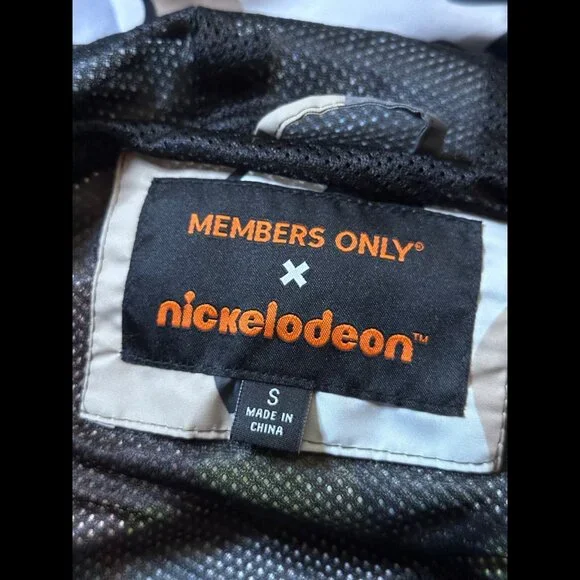 MEMBERS ONLY®
×
nickelodeon™
S
MADE IN
CHINA